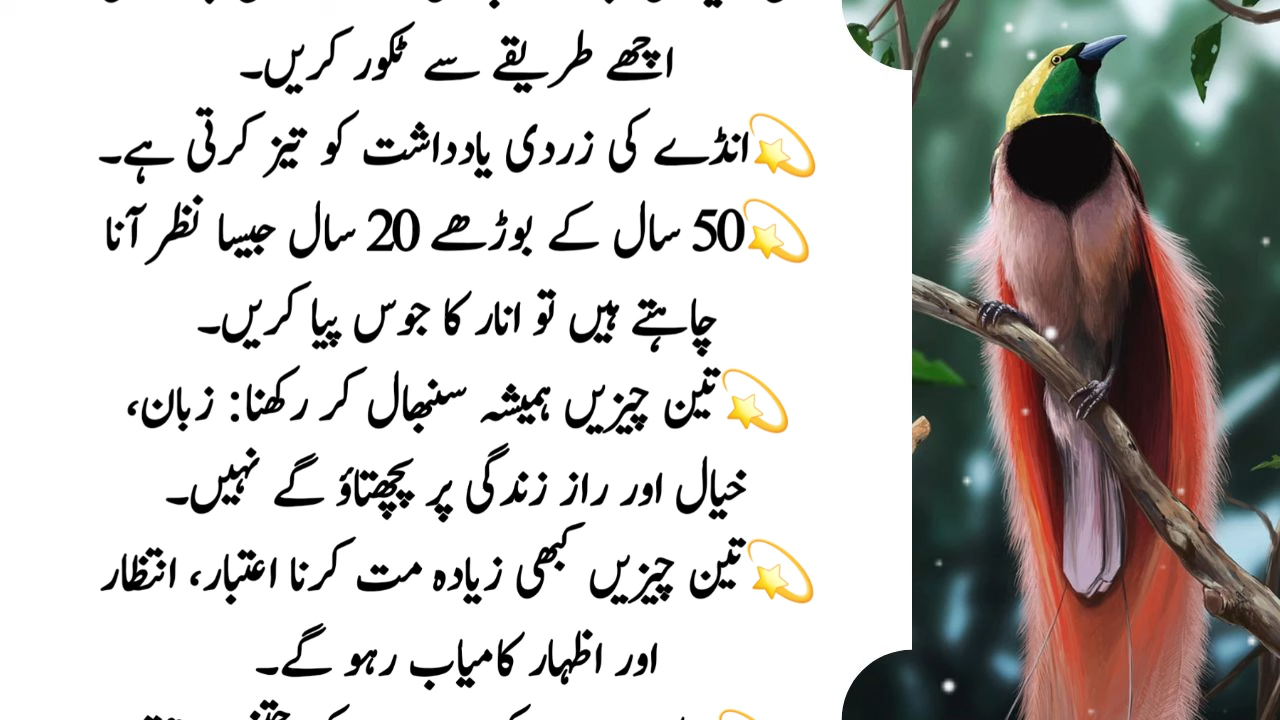 اچھے طریقے سے ٹکور کریں۔
انڈے کی زردی یادداشت کو تیز کرتی ہے۔
50 سال کے بوڑھے 20 سال جیسا نظر آنا
چاہتے ہیں تو انار کا جوس پیا کریں۔
تین چیزیں ہمیشہ سنبھال کر رکھنا: زبان،
خیال اور راز زندگی پر پچھتاؤ گے نہیں۔
تین چیزیں کبھی زیادہ مت کرنا اعتبار، انتظار
اور اظہار کامیاب رہو گے۔